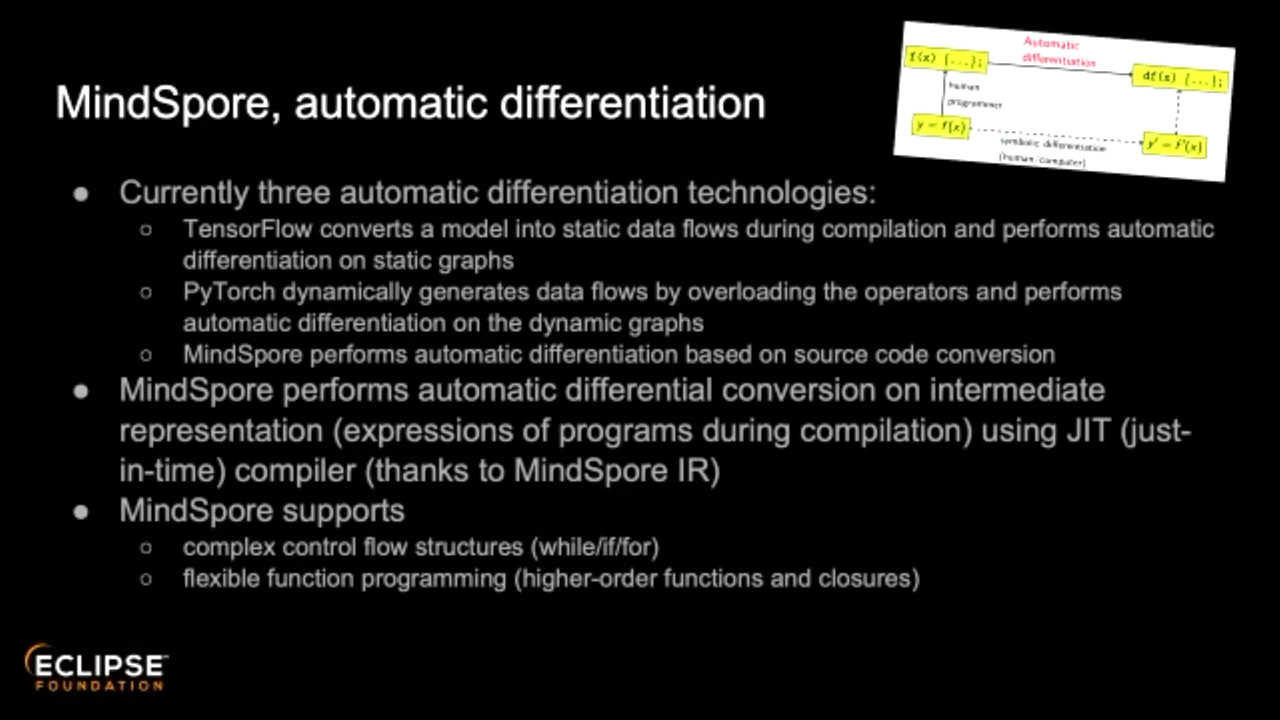 Automatic
differentiation
f(x) {...};
df(x) {...};
human
programmer
y = f(x)
y' = f'(x)
symbolic differentiation
(human/computer)
MindSpore, automatic differentiation
● Currently three automatic differentiation technologies:
○ TensorFlow converts a model into static data flows during compilation and performs automatic
differentiation on static graphs
○ PyTorch dynamically generates data flows by overloading the operators and performs
automatic differentiation on the dynamic graphs
○ MindSpore performs automatic differentiation based on source code conversion
● MindSpore performs automatic differential conversion on intermediate
representation (expressions of programs during compilation) using JIT (just-
in-time) compiler (thanks to MindSpore IR)
● MindSpore supports
○ complex control flow structures (while/if/for)
○ flexible function programming (higher-order functions and closures)
ECLIPSE
FOUNDATION